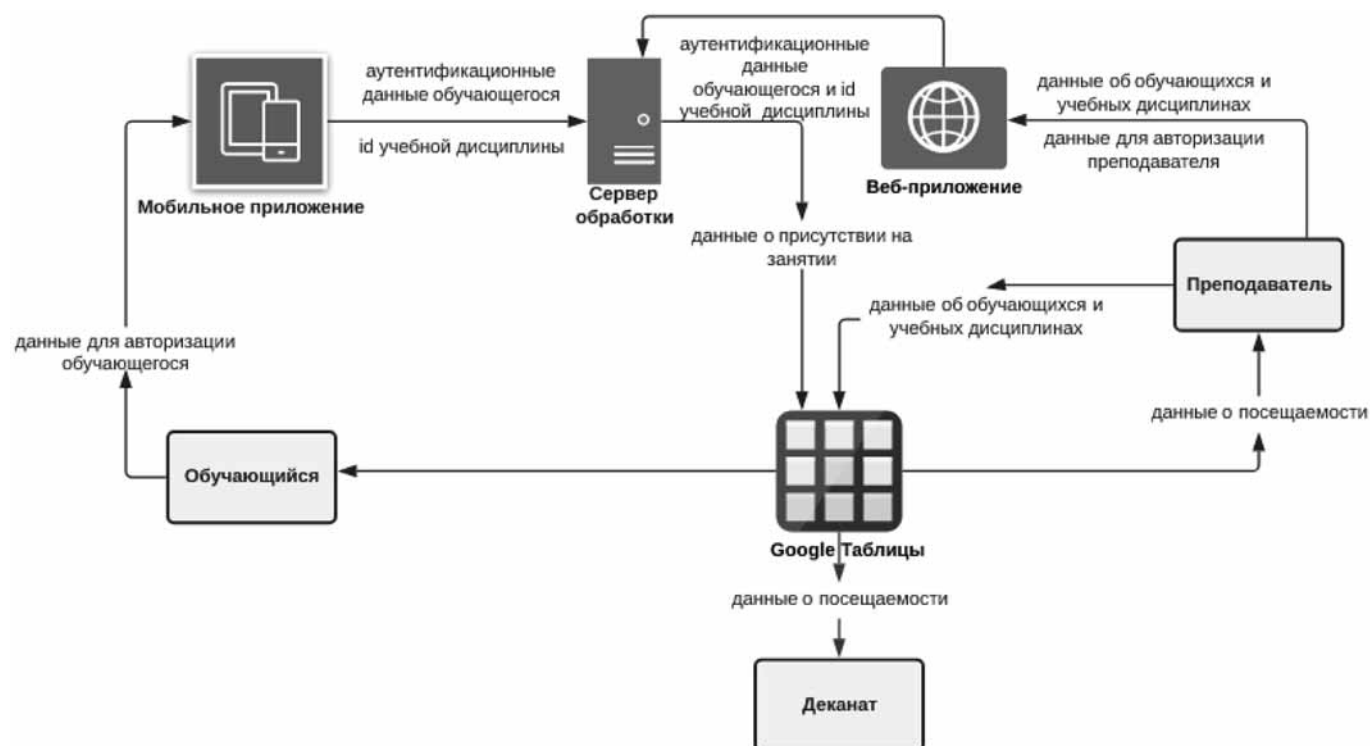 аутентификационные
данные обучающегося
id учебной дисциплины
Мобильное приложение
Сервер
обработки
аутентификационные
данные
обучающегося и id
учебной дисциплины
Веб-приложение
данные об обучающихся и
учебных дисциплинах
данные для авторизации
преподавателя
данные о присутствии на
занятии
Преподаватель
данные об обучающихся и
учебных дисциплинах
данные для авторизации
обучающегося
данные о посещаемости
Обучающийся
Google Таблицы
данные о посещаемости
Деканат